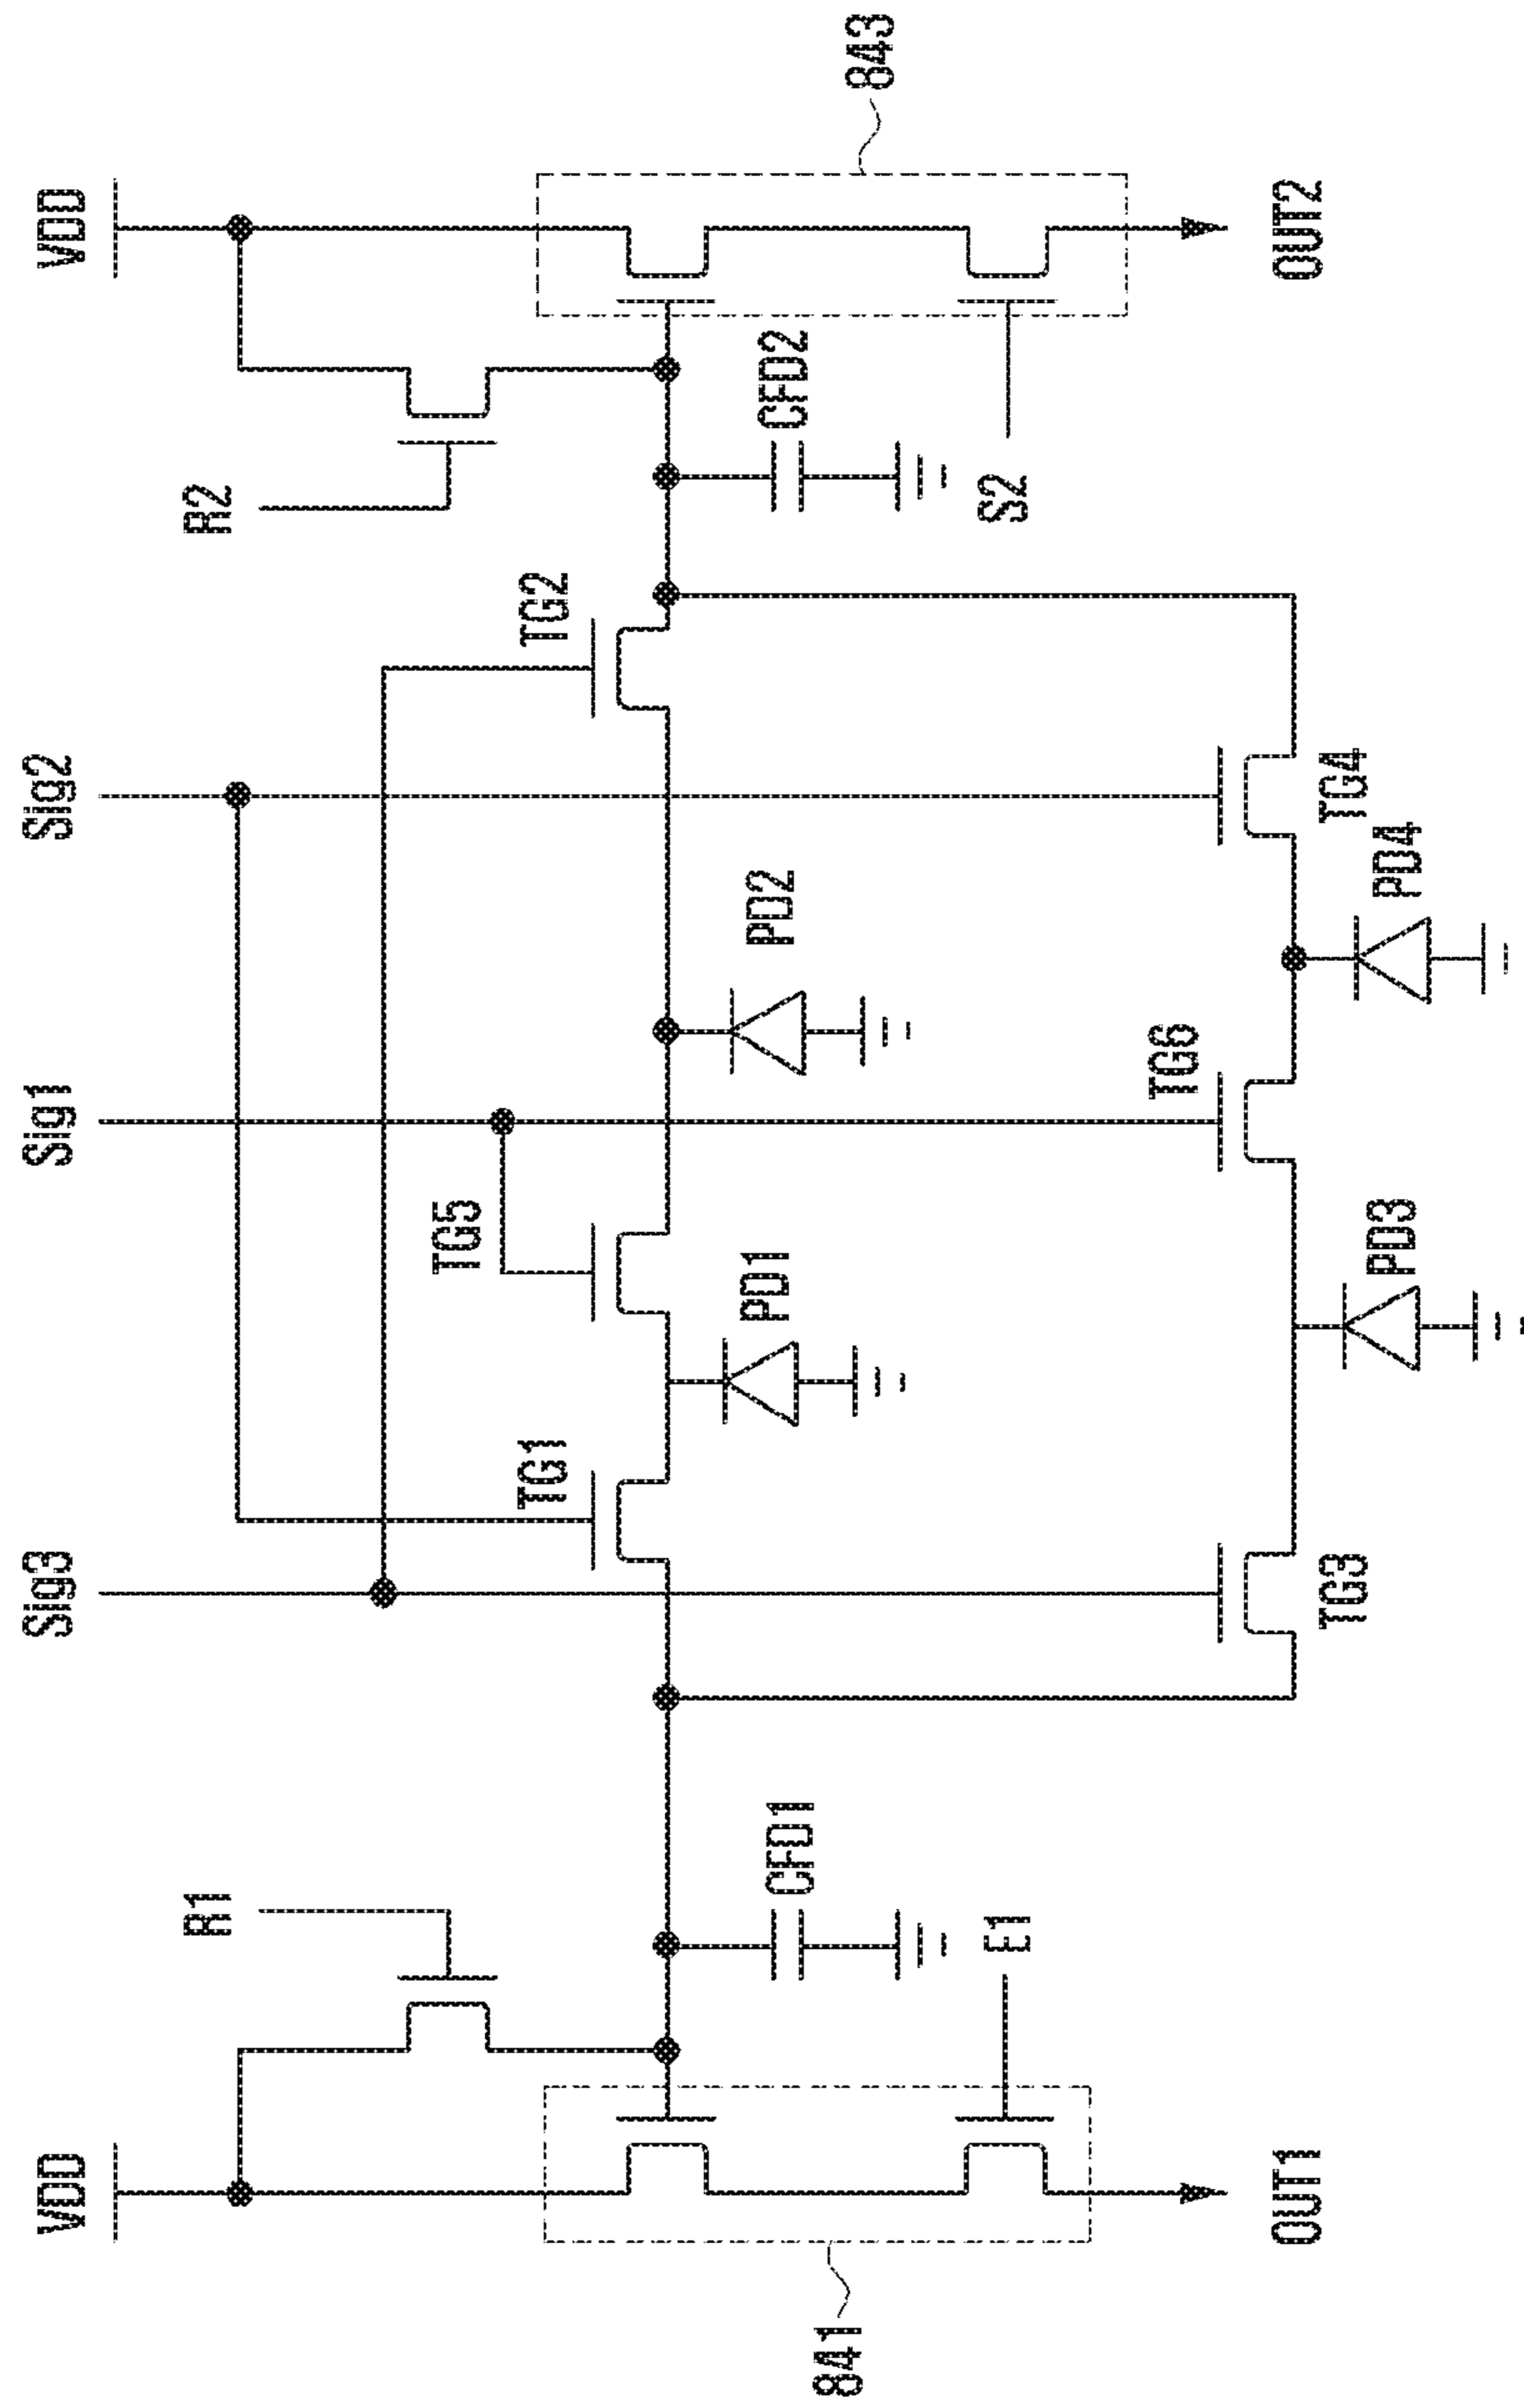 VDD
Sig3
Sig1
Sig2
VDD
R1
R2
TG5
TG1
TG2
CFD1
PD1
PD2
CFD2
841
843
E1
S2
TG6
OUT1
TG3
TG4
OUT2
PD3
PD4